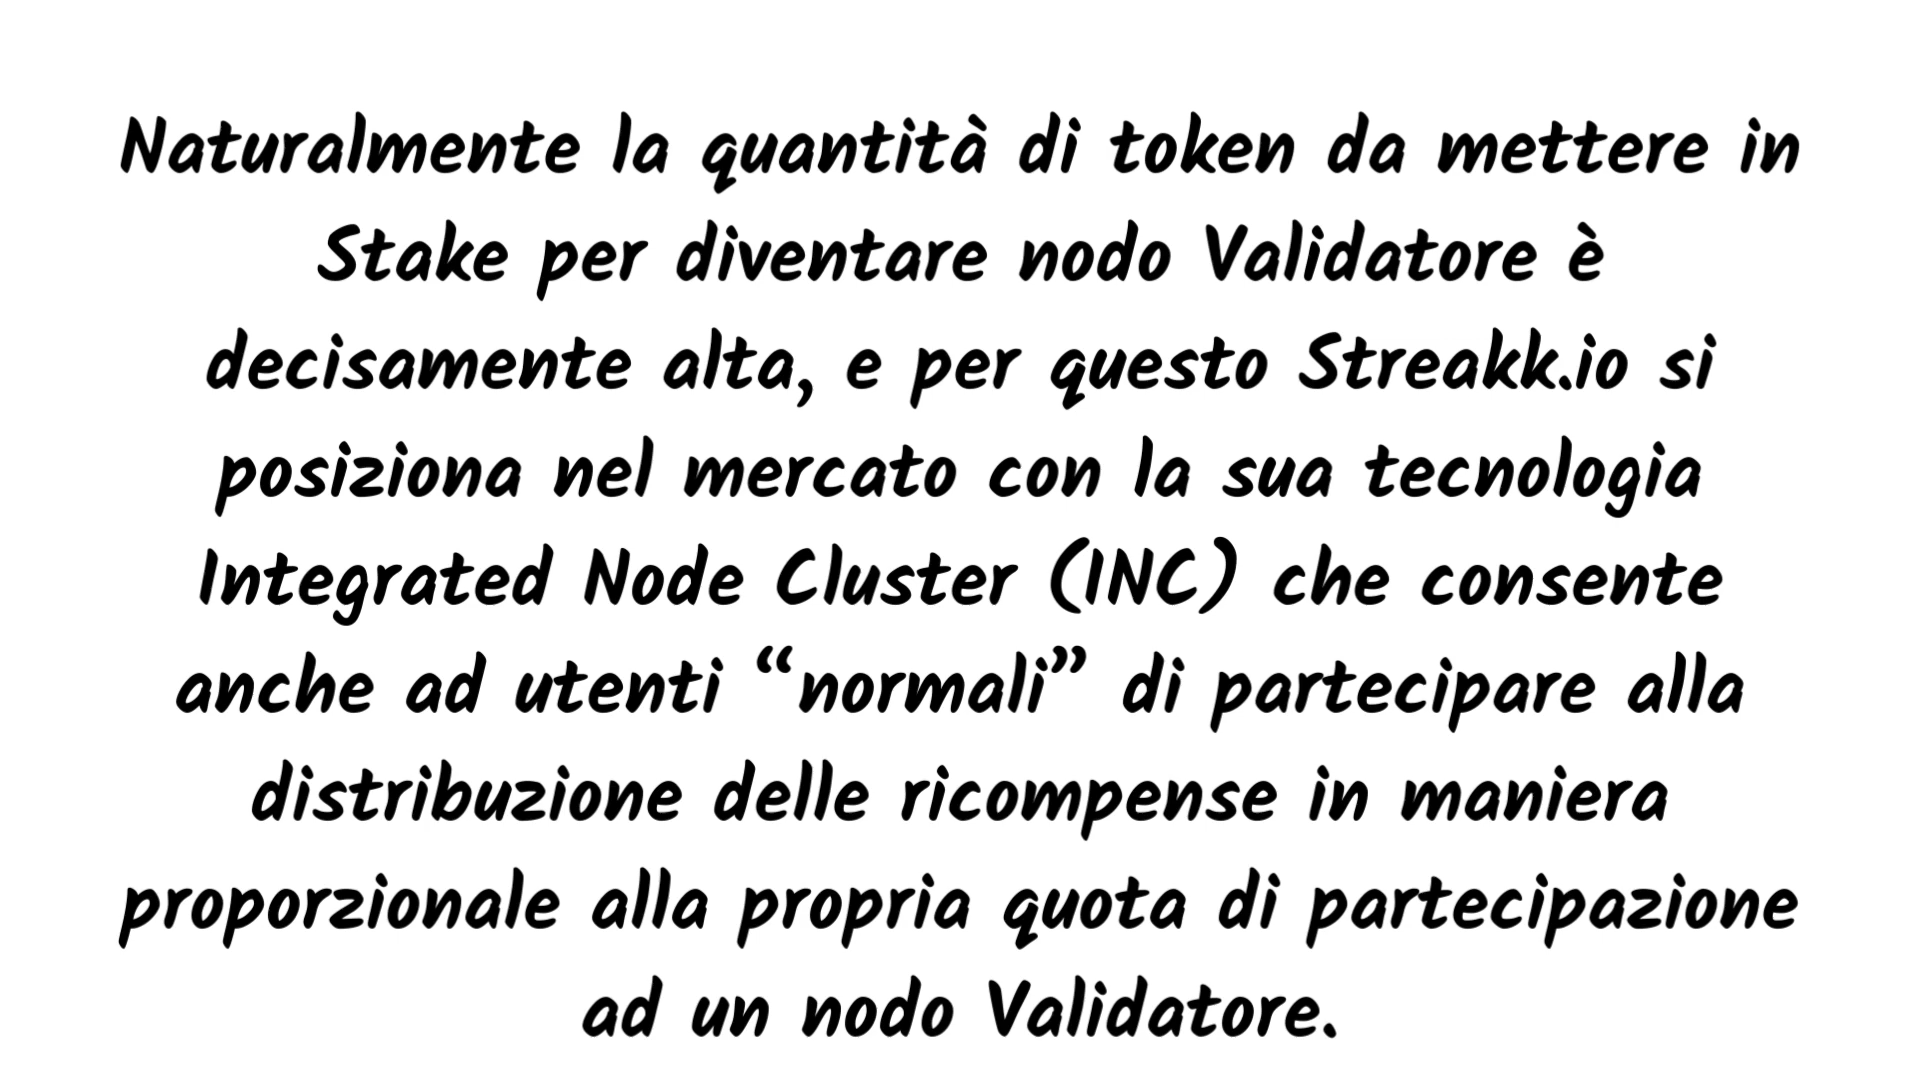 Naturalmente la quantità di token da mettere in
Stake per diventare nodo Validatore è
decisamente alta, e per questo Streakk.io si
posiziona nel mercato con la sua tecnologia
Integrated Node Cluster (INC) che consente
anche ad utenti “normali” di partecipare alla
distribuzione delle ricompense in maniera
proporzionale alla propria quota di partecipazione
ad un nodo Validatore.